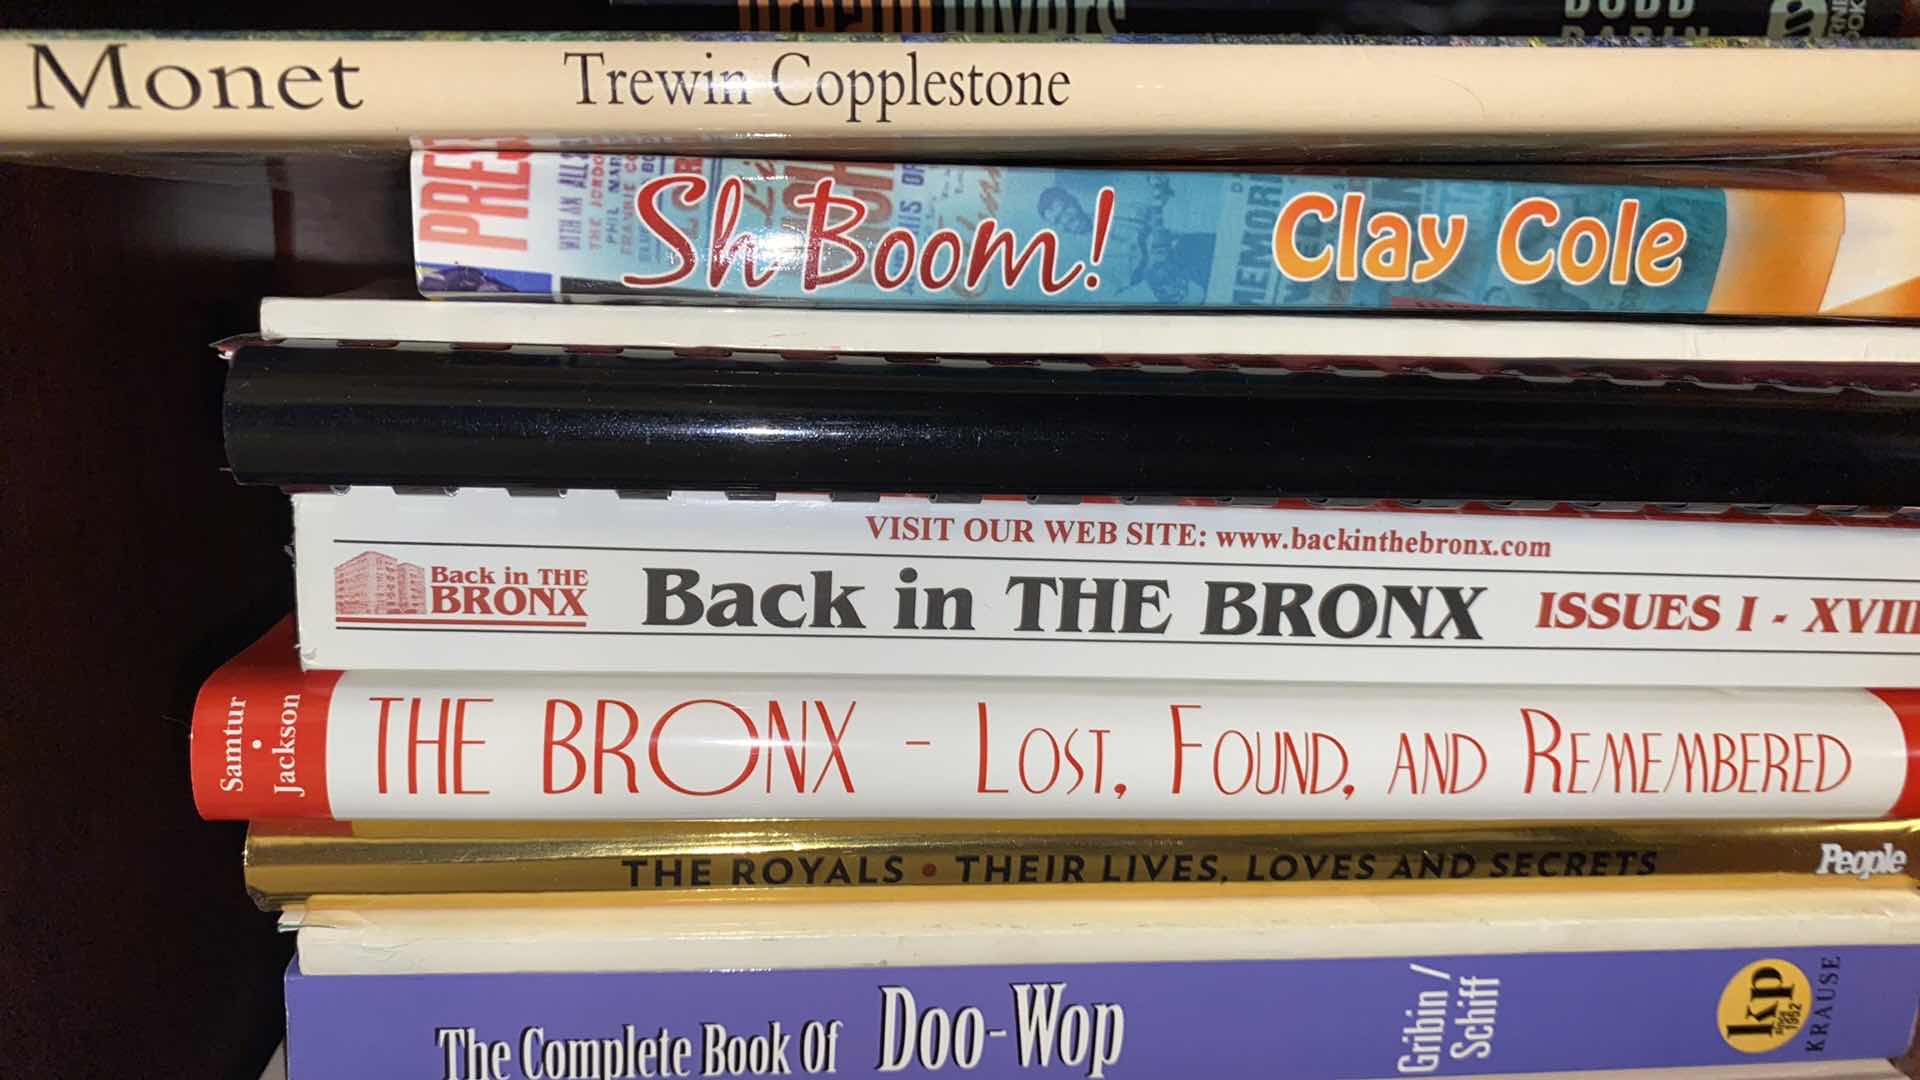 Monet Trewin Copplestone
Sh Boom! Clay Cole
VISIT OUR WEB SITE: www.backinthebronx.com
Back in THE
BRONX
Back in THE BRONX ISSUES I - XVIII
Samtur • Jackson
THE BRONX - LOST, FOUND, AND REMEMBERED
THE ROYALS • THEIR LIVES, LOVES AND SECRETS People
The Complete Book Of Doo-Wop
Gribin /
Schiff
kp
since 1952
KRAUSE